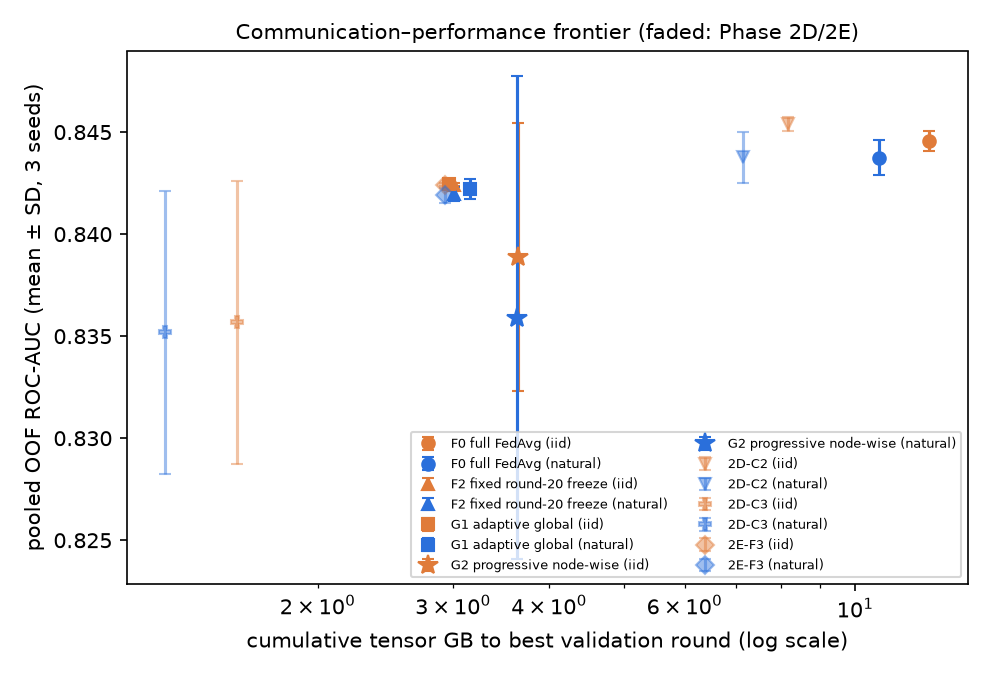 Communication–performance frontier (faded: Phase 2D/2E)
pooled OOF ROC-AUC (mean ± SD, 3 seeds)
0.845
0.840
0.835
0.830
0.825
F0 full FedAvg (iid)
F0 full FedAvg (natural)
F2 fixed round-20 freeze (iid)
F2 fixed round-20 freeze (natural)
G1 adaptive global (iid)
G1 adaptive global (natural)
G2 progressive node-wise (iid)
G2 progressive node-wise (natural)
2D-C2 (iid)
2D-C2 (natural)
2D-C3 (iid)
2D-C3 (natural)
2E-F3 (iid)
2E-F3 (natural)
2 × 10⁰ 3 × 10⁰ 4 × 10⁰ 6 × 10⁰ 10¹
cumulative tensor GB to best validation round (log scale)